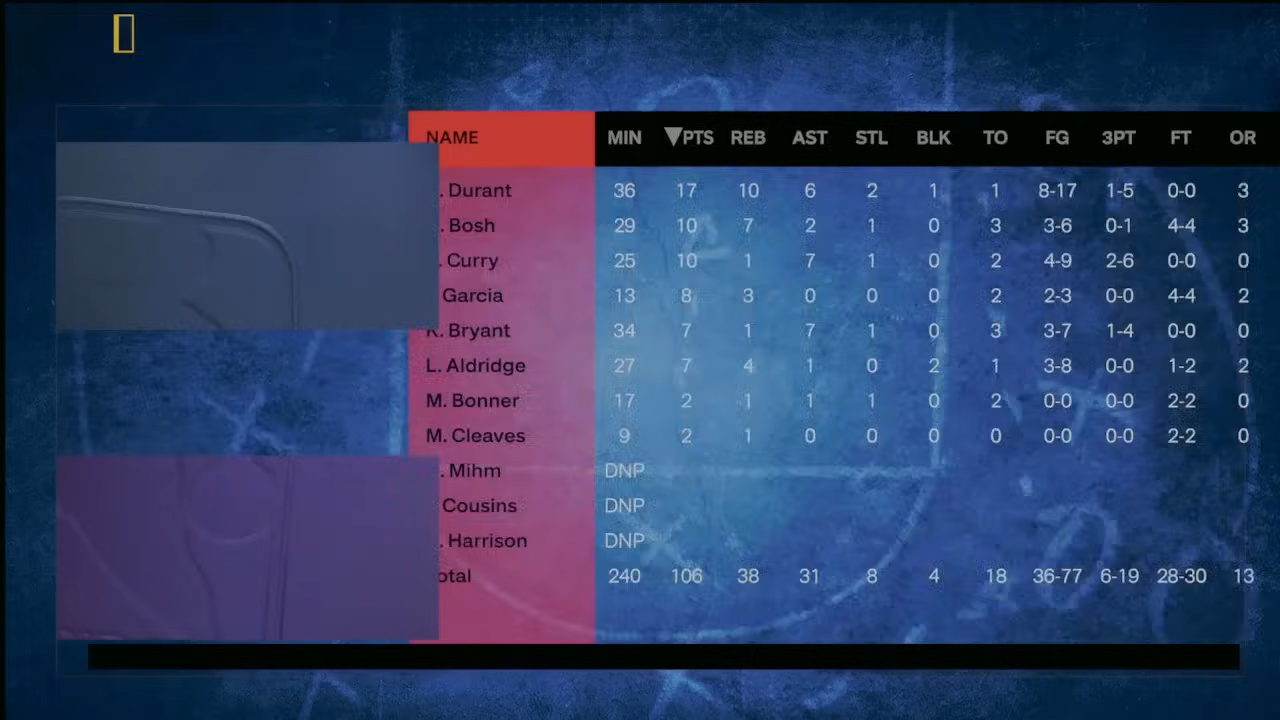 NAME MIN ▼PTS REB AST STL BLK TO FG 3PT FT OR
. Durant 36 17 10 6 2 1 1 8-17 1-5 0-0 3
. Bosh 29 10 7 2 1 0 3 3-6 0-1 4-4 3
. Curry 25 10 1 7 1 0 2 4-9 2-6 0-0 0
Garcia 13 8 3 0 0 0 2 2-3 0-0 4-4 2
K. Bryant 34 7 1 7 1 0 3 3-7 1-4 0-0 0
L. Aldridge 27 7 4 1 0 2 1 3-8 0-0 1-2 2
M. Bonner 17 2 1 1 1 0 2 0-0 0-0 2-2 0
M. Cleaves 9 2 1 0 0 0 0 0-0 0-0 2-2 0
. Mihm DNP
Cousins DNP
. Harrison DNP
otal 240 106 38 31 8 4 18 36-77 6-19 28-30 13